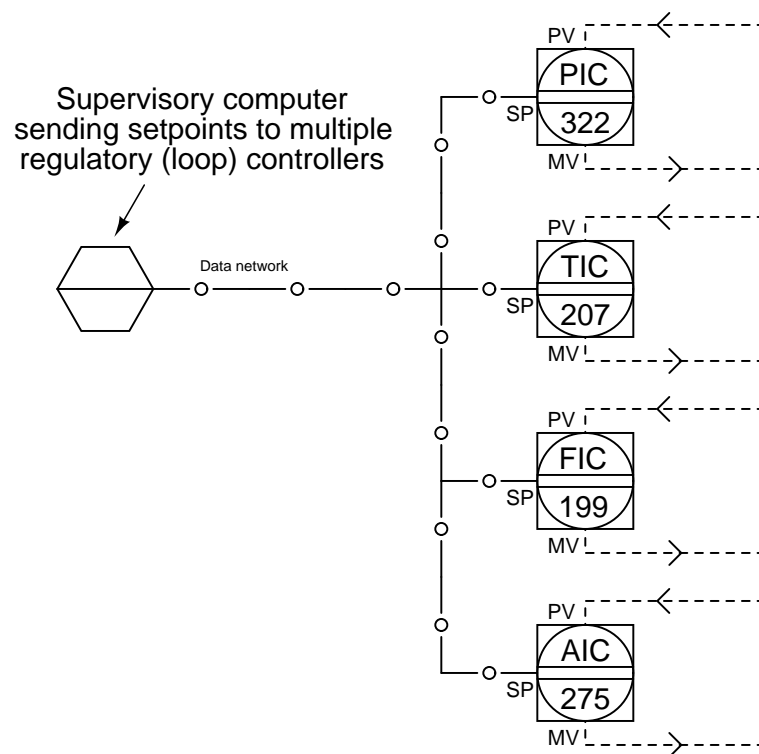 Supervisory computer
sending setpoints to multiple
regulatory (loop) controllers
Data network
PV
PIC
SP
322
MV
PV
TIC
SP
207
MV
PV
FIC
SP
199
MV
PV
AIC
SP
275
MV